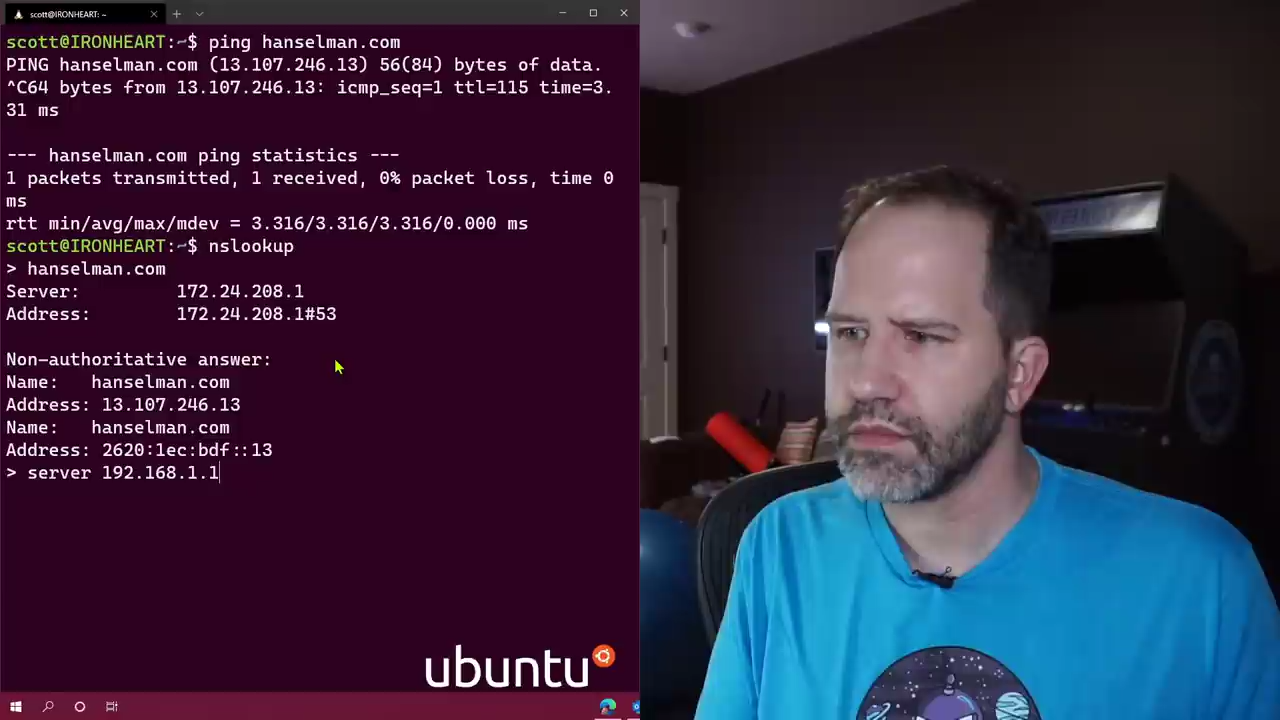 scott@IRONHEART: ~
scott@IRONHEART:~$ ping hanselman.com
PING hanselman.com (13.107.246.13) 56(84) bytes of data.
^C64 bytes from 13.107.246.13: icmp_seq=1 ttl=115 time=3.
31 ms
--- hanselman.com ping statistics ---
1 packets transmitted, 1 received, 0% packet loss, time 0
ms
rtt min/avg/max/mdev = 3.316/3.316/3.316/0.000 ms
scott@IRONHEART:~$ nslookup
> hanselman.com
Server: 172.24.208.1
Address: 172.24.208.1#53
Non-authoritative answer:
Name: hanselman.com
Address: 13.107.246.13
Name: hanselman.com
Address: 2620:1ec:bdf::13
> server 192.168.1.1
ubuntu